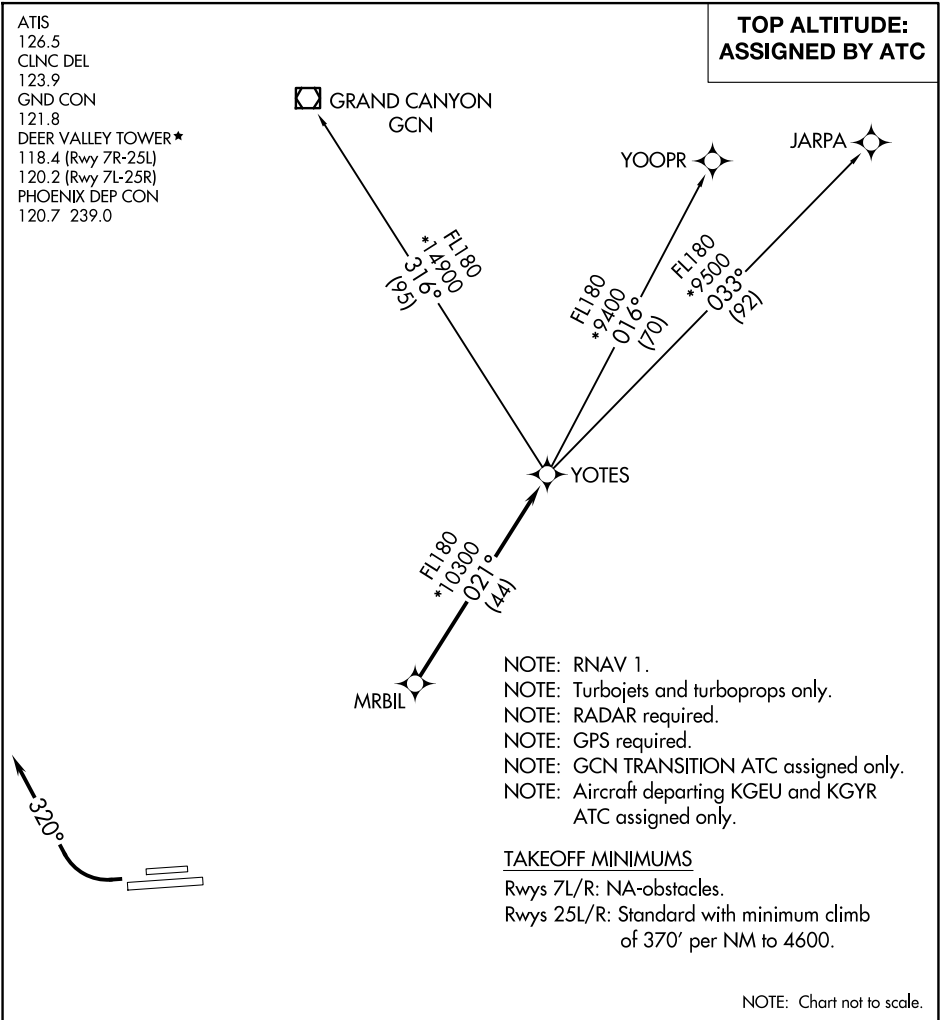 ATIS
126.5
CLNC DEL
123.9
GND CON
121.8
DEER VALLEY TOWER★
118.4 (Rwy 7R-25L)
120.2 (Rwy 7L-25R)
PHOENIX DEP CON
120.7 239.0
TOP ALTITUDE:
ASSIGNED BY ATC
GRAND CANYON
GCN
YOOPR
JARPA
FL180
*14900
316°
(95)
FL180
*9400
016°
(70)
FL180
*9500
033°
(92)
YOTES
FL180
*10300
021°
(44)
MRBIL
320°
NOTE: RNAV 1.
NOTE: Turbojets and turboprops only.
NOTE: RADAR required.
NOTE: GPS required.
NOTE: GCN TRANSITION ATC assigned only.
NOTE: Aircraft departing KGEU and KGYR
ATC assigned only.
TAKEOFF MINIMUMS
Rwys 7L/R: NA-obstacles.
Rwys 25L/R: Standard with minimum climb
of 370' per NM to 4600.
NOTE: Chart not to scale.